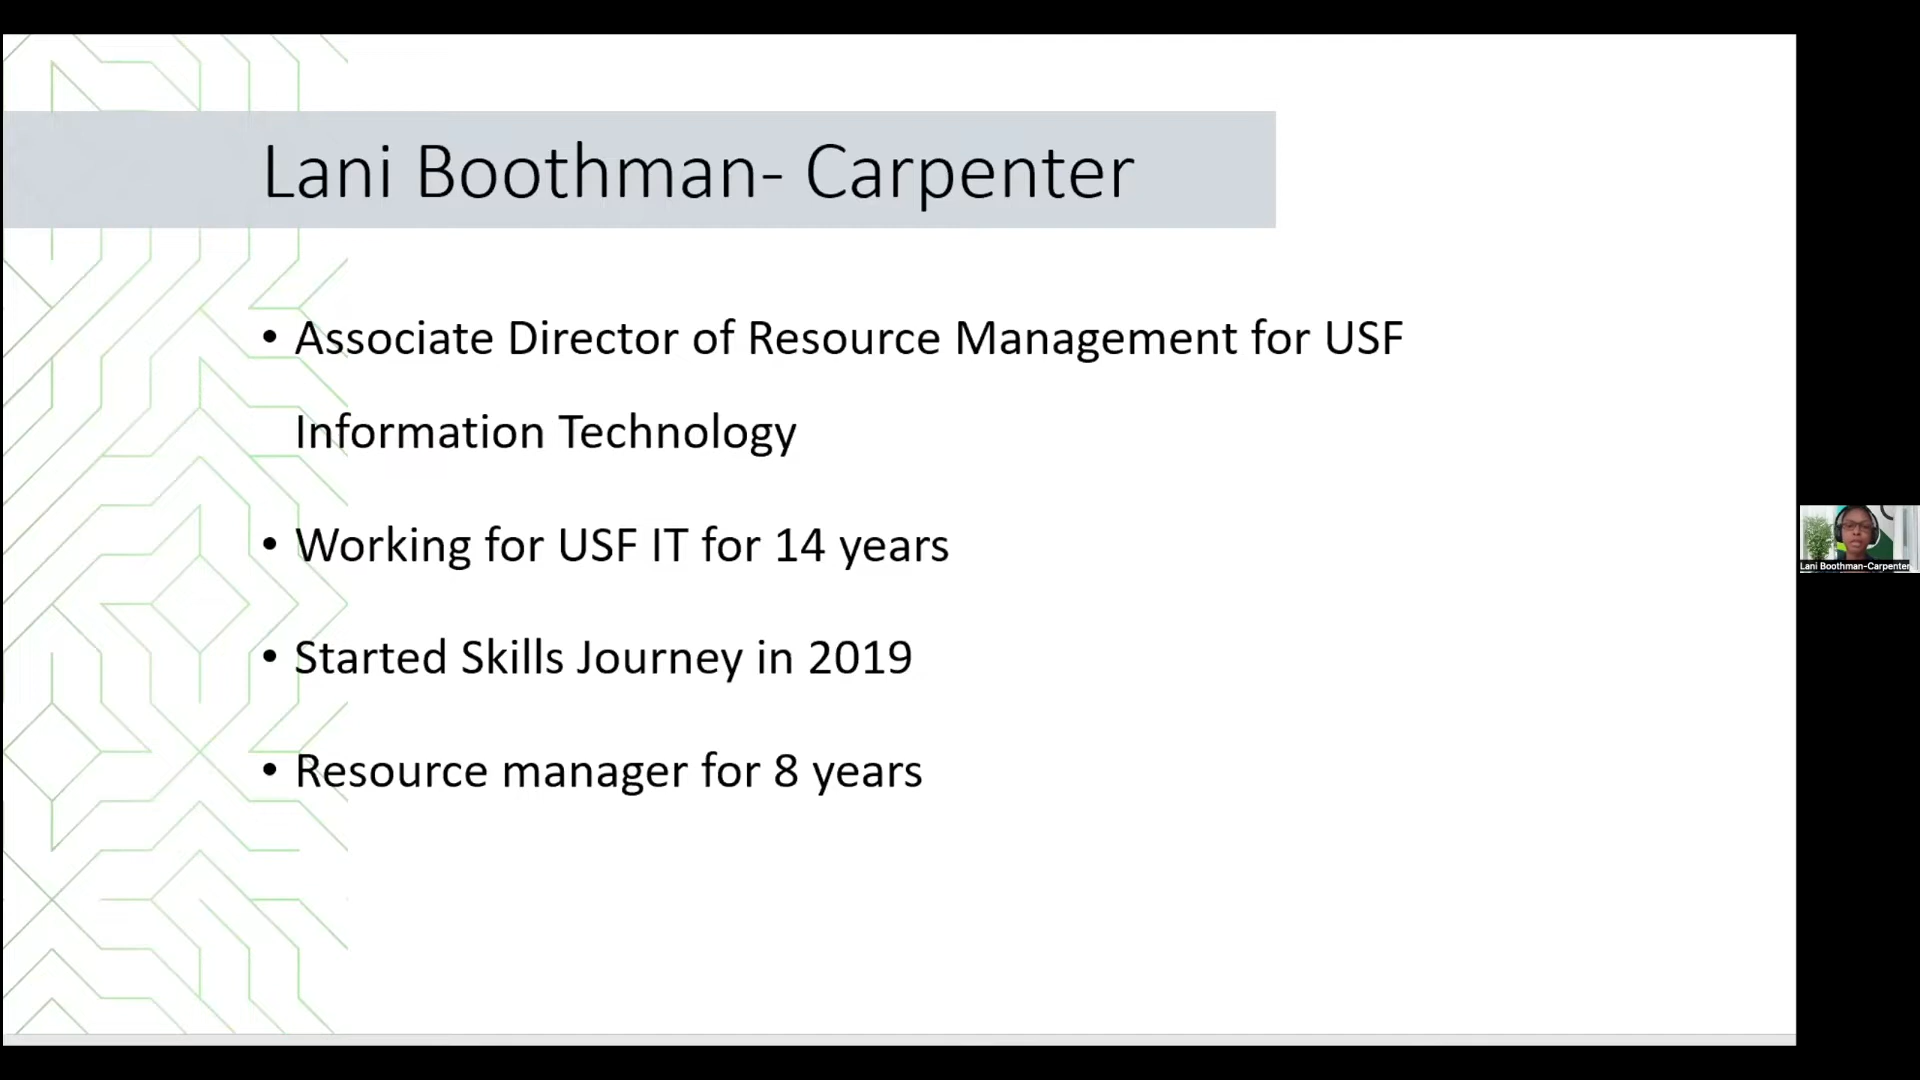 Lani Boothman- Carpenter
• Associate Director of Resource Management for USF
Information Technology
• Working for USF IT for 14 years
• Started Skills Journey in 2019
• Resource manager for 8 years
Lani Boothman-Carpenter